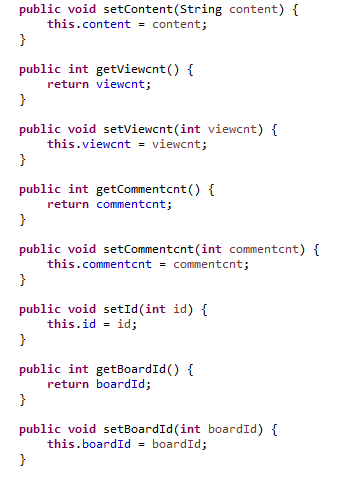 public void setContent(String content) {
    this.content = content;
}

public int getViewcnt() {
    return viewcnt;
}

public void setViewcnt(int viewcnt) {
    this.viewcnt = viewcnt;
}

public int getCommentcnt() {
    return commentcnt;
}

public void setCommentcnt(int commentcnt) {
    this.commentcnt = commentcnt;
}

public void setId(int id) {
    this.id = id;
}

public int getBoardId() {
    return boardId;
}

public void setBoardId(int boardId) {
    this.boardId = boardId;
}